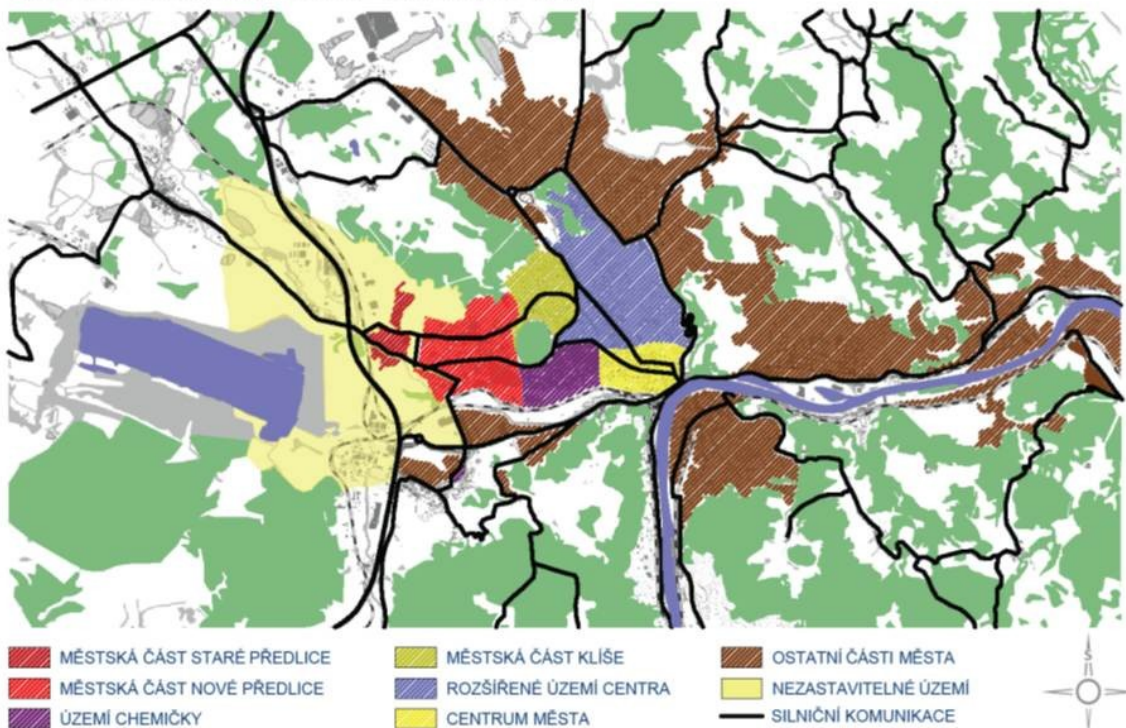 MĚSTSKÁ ČÁST STARÉ PŘEDLICE
MĚSTSKÁ ČÁST NOVÉ PŘEDLICE
ÚZEMÍ CHEMIČKY
MĚSTSKÁ ČÁST KLÍŠE
ROZŠÍŘENÉ ÚZEMÍ CENTRA
CENTRUM MĚSTA
OSTATNÍ ČÁSTI MĚSTA
NEZASTAVITELNÉ ÚZEMÍ
SILNIČNÍ KOMUNIKACE
S